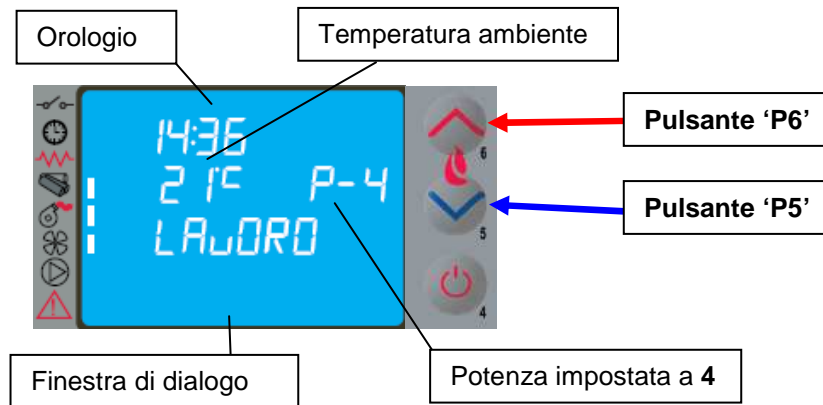 Orologio
Temperatura ambiente
14:36
21°C P-4
LAvORO
6
5
4
Pulsante ‘P6’
Pulsante ‘P5’
Finestra di dialogo
Potenza impostata a 4